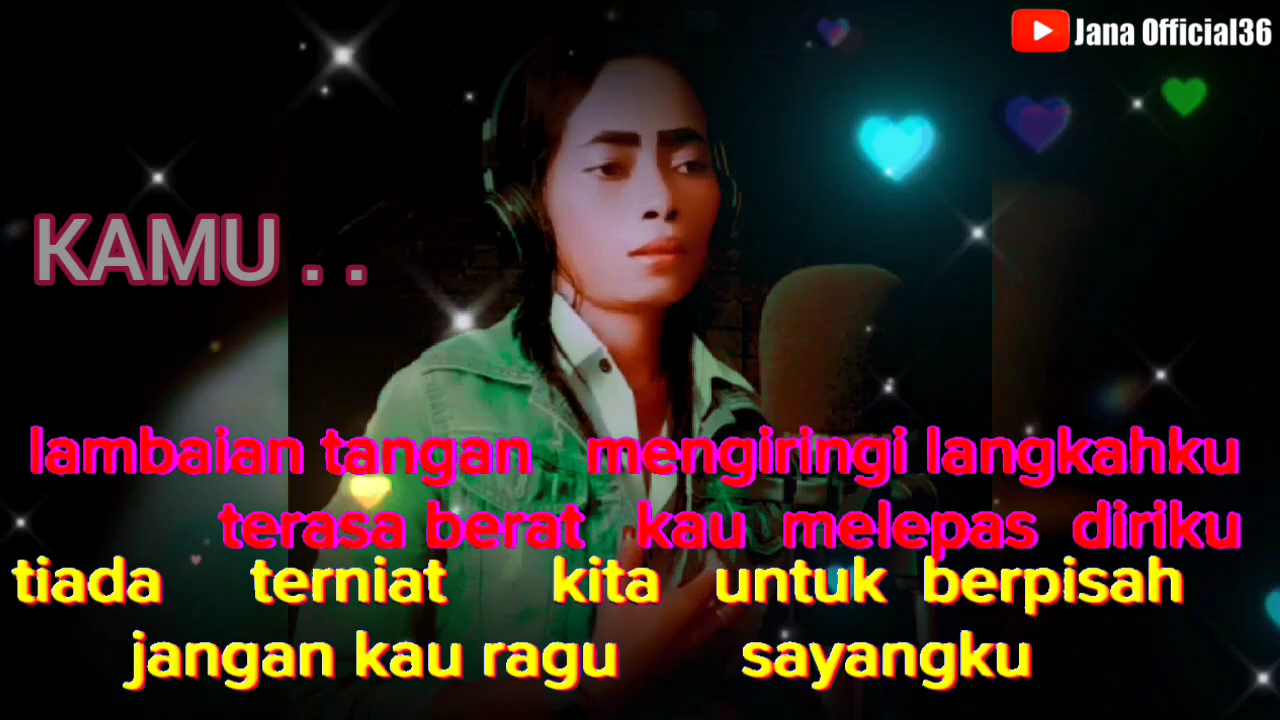 Jana Official36
KAMU . .
lambaian tangan mengiringi langkahku
terasa berat kau melepas diriku
tiada terniat kita untuk berpisah
jangan kau ragu sayangku